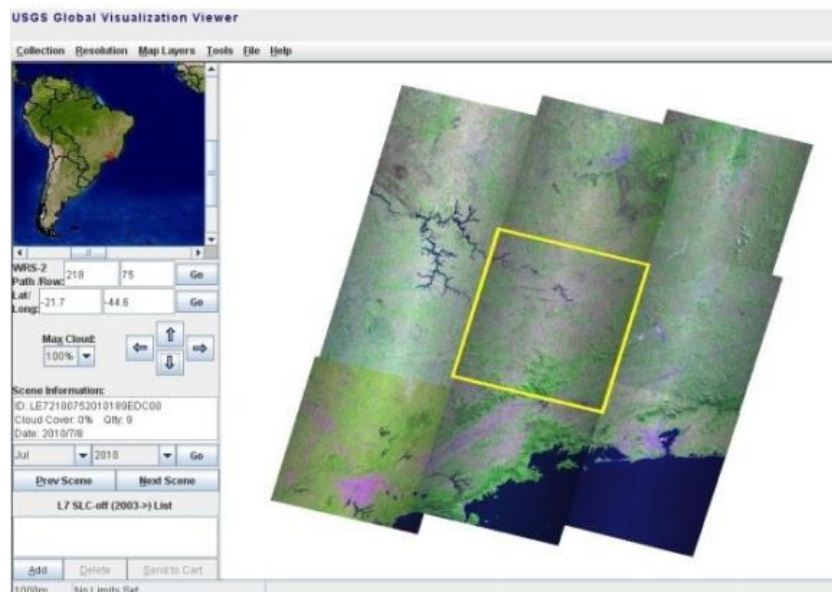 USGS Global Visualization Viewer
Collection Resolution Map Layers Tools File Help
WRS-2
Path /Row: 218 75 Go
Lat/
Long: -21.7 -44.6 Go
Max Cloud:
100%
Scene Information:
ID: LE72180752010189EDC00
Cloud Cover: 0% Qlty: 9
Date: 2010/7/8
Jul 2010 Go
Prev Scene Next Scene
L7 SLC-off (2003->) List
Add Delete Send to Cart
1000m No Limits Set